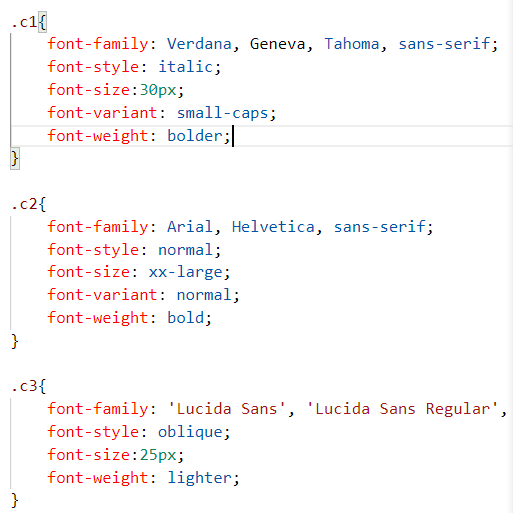 .c1{
font-family: Verdana, Geneva, Tahoma, sans-serif;
font-style: italic;
font-size:30px;
font-variant: small-caps;
font-weight: bolder;
}
.c2{
font-family: Arial, Helvetica, sans-serif;
font-style: normal;
font-size: xx-large;
font-variant: normal;
font-weight: bold;
}
.c3{
font-family: 'Lucida Sans', 'Lucida Sans Regular',
font-style: oblique;
font-size:25px;
font-weight: lighter;
}